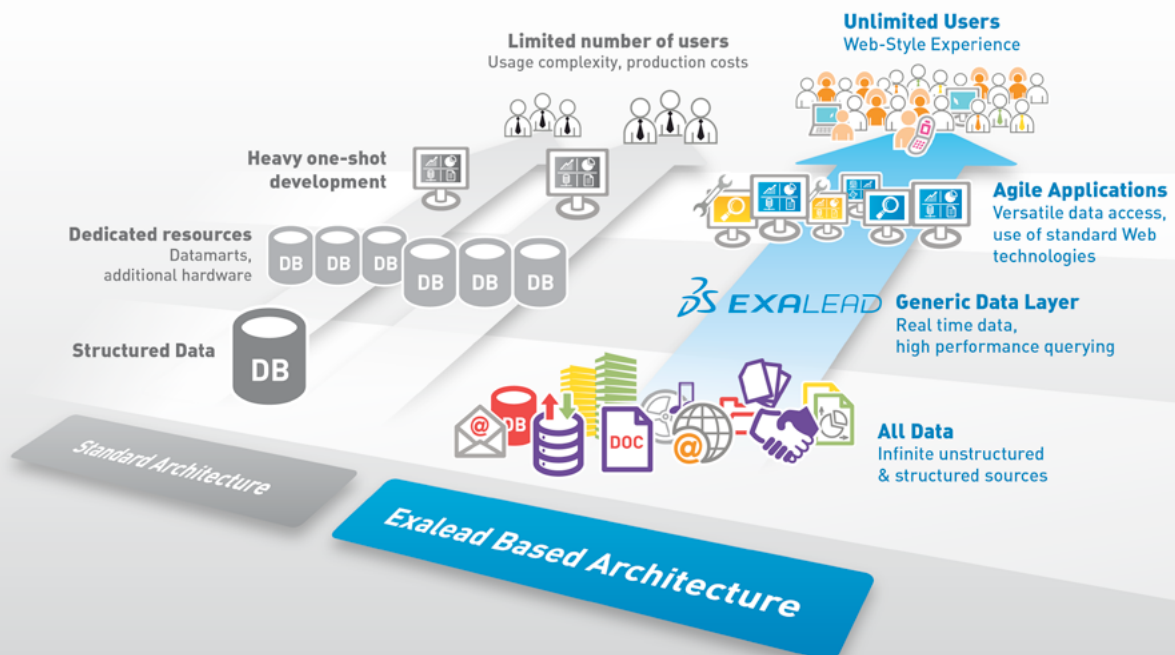 Limited number of users
Usage complexity, production costs
Heavy one-shot
development
Dedicated resources
Datamarts,
additional hardware
DB
DB
DB
DB
DB
DB
Structured Data
DB
Standard Architecture
Unlimited Users
Web-Style Experience
Agile Applications
Versatile data access,
use of standard Web
technologies
3DS EXALEAD
Generic Data Layer
Real time data,
high performance querying
@
DB
DOC
@
All Data
Infinite unstructured
& structured sources
Exalead Based Architecture